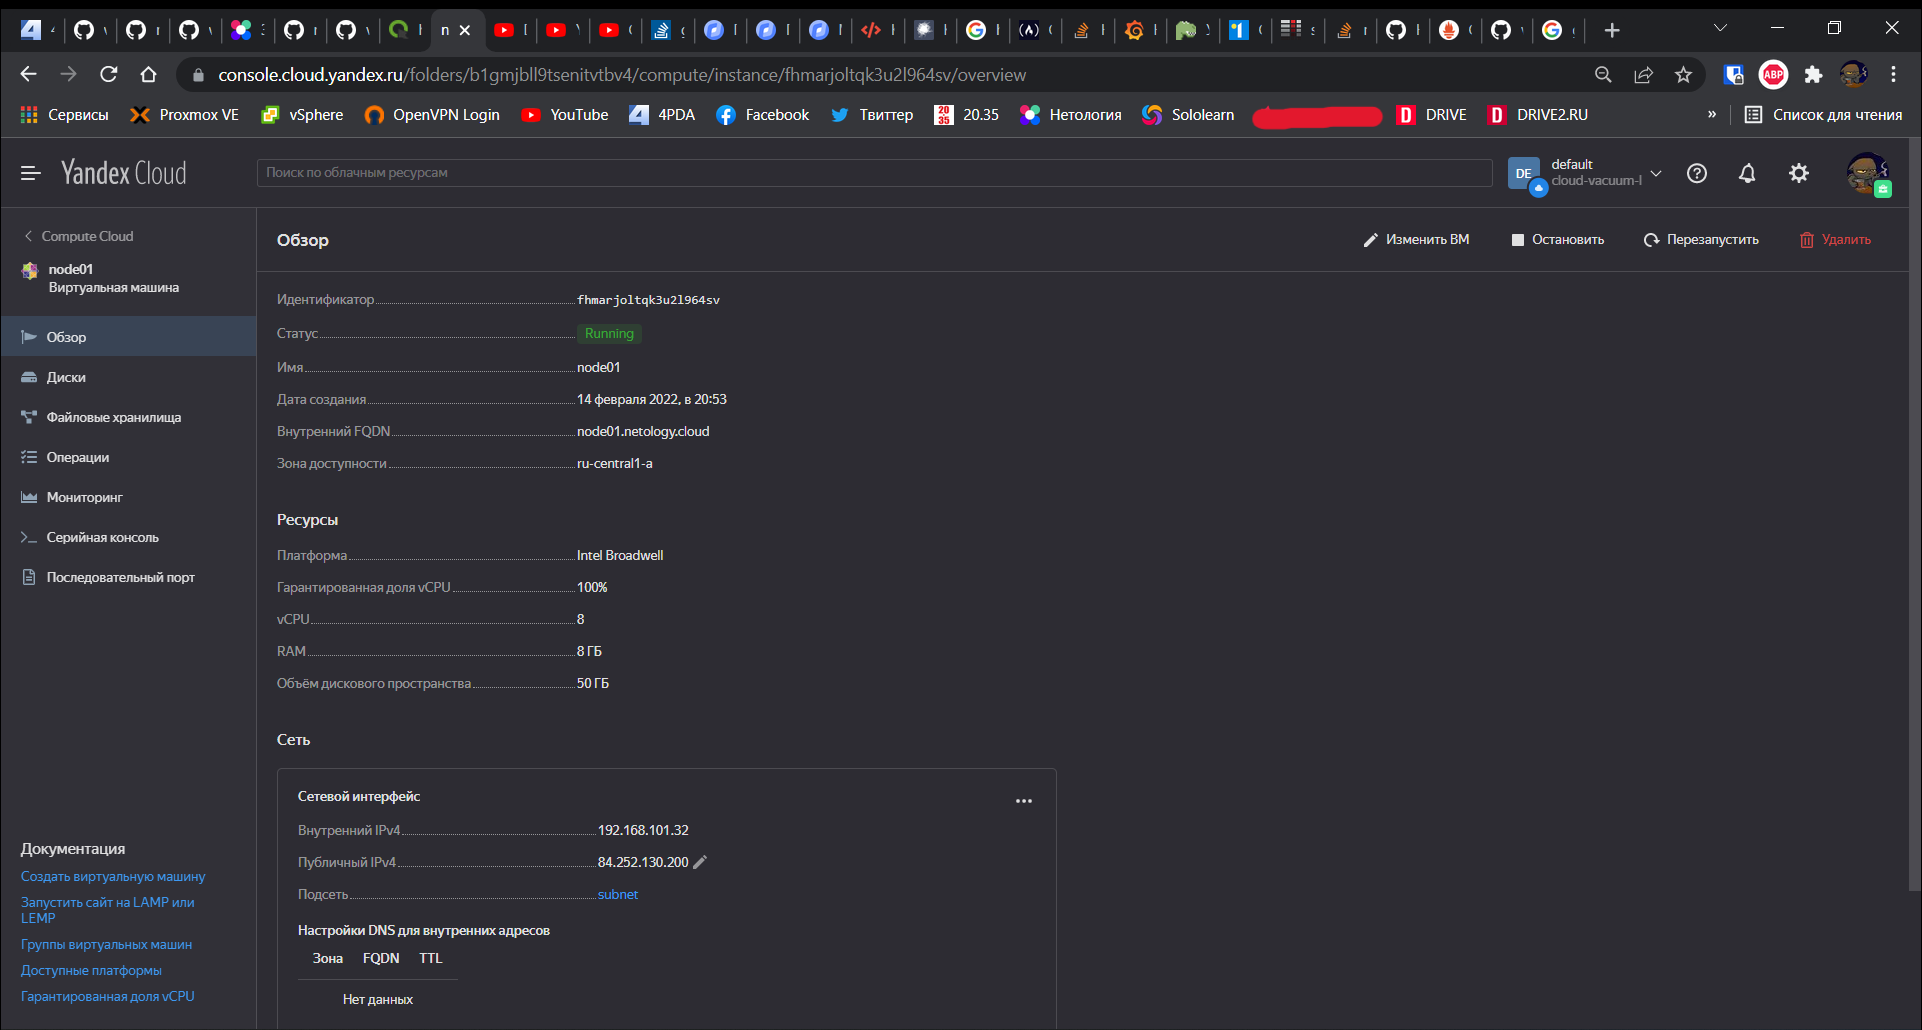 n
console.cloud.yandex.ru/folders/b1gmjbll9tsenitvtbv4/compute/instance/fhmarjoltqk3u2l964sv/overview
ABP
Сервисы
Proxmox VE
vSphere
OpenVPN Login
YouTube
4PDA
Facebook
Твиттер
20.35
Нетология
Sololearn
DRIVE
DRIVE2.RU
»
Список для чтения
Yandex Cloud
Поиск по облачным ресурсам
DE
default
cloud-vacuum-l
Compute Cloud
node01
Виртуальная машина
Обзор
Диски
Файловые хранилища
Операции
Мониторинг
Серийная консоль
Последовательный порт
Документация
Создать виртуальную машину
Запустить сайт на LAMP или
LEMP
Группы виртуальных машин
Доступные платформы
Гарантированная доля vCPU
Обзор
Изменить ВМ
Остановить
Перезапустить
Удалить
Идентификатор fhmarjoltqk3u2l964sv
Статус Running
Имя node01
Дата создания 14 февраля 2022, в 20:53
Внутренний FQDN node01.netology.cloud
Зона доступности ru-central1-a
Ресурсы
Платформа Intel Broadwell
Гарантированная доля vCPU 100%
vCPU 8
RAM 8 ГБ
Объём дискового пространства 50 ГБ
Сеть
Сетевой интерфейс
Внутренний IPv4 192.168.101.32
Публичный IPv4 84.252.130.200
Подсеть subnet
Настройки DNS для внутренних адресов
Зона FQDN TTL
Нет данных